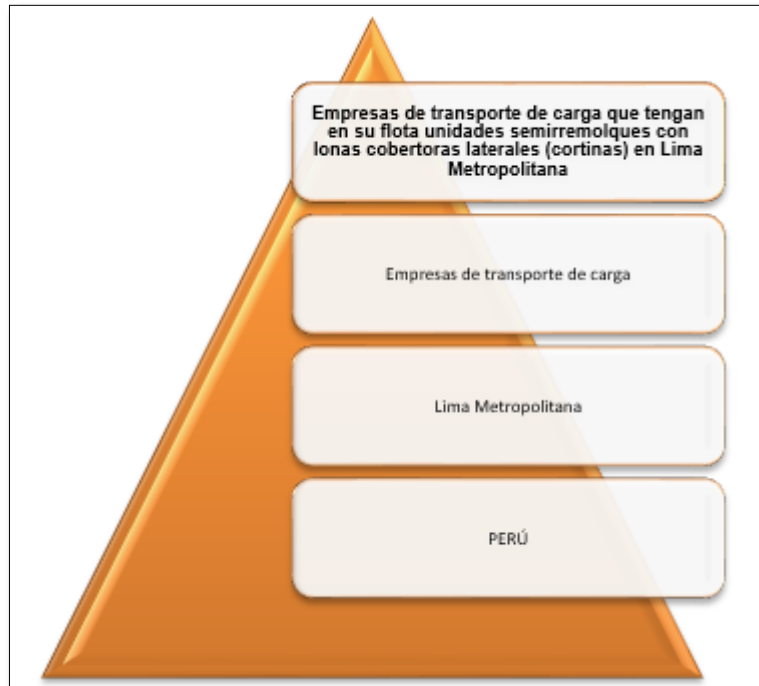 Empresas de transporte de carga que tengan
en su flota unidades semirremolques con
lonas cobertoras laterales (cortinas) en Lima
Metropolitana
Empresas de transporte de carga
Lima Metropolitana
PERÚ